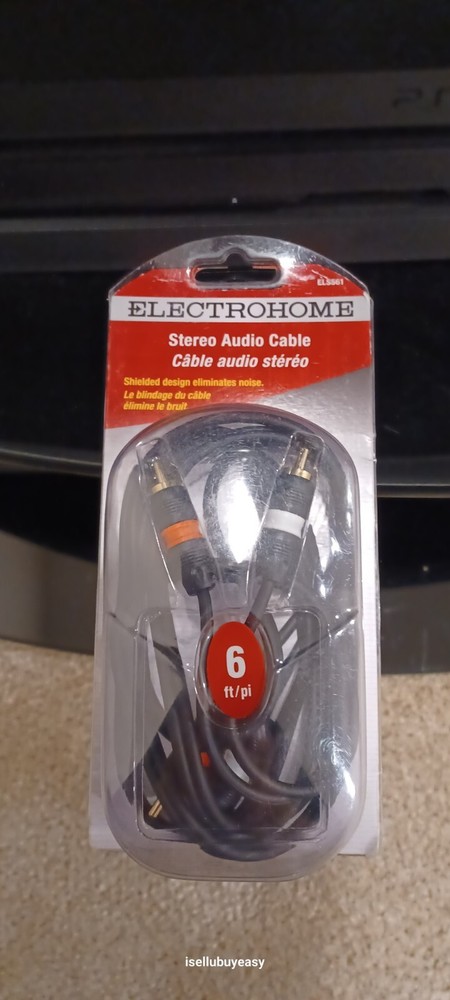 ELS561
ELECTROHOME
Stereo Audio Cable
Câble audio stéréo
Shielded design eliminates noise.
Le blindage du câble
élimine le bruit
6
ft/pi
isellubuyeasy